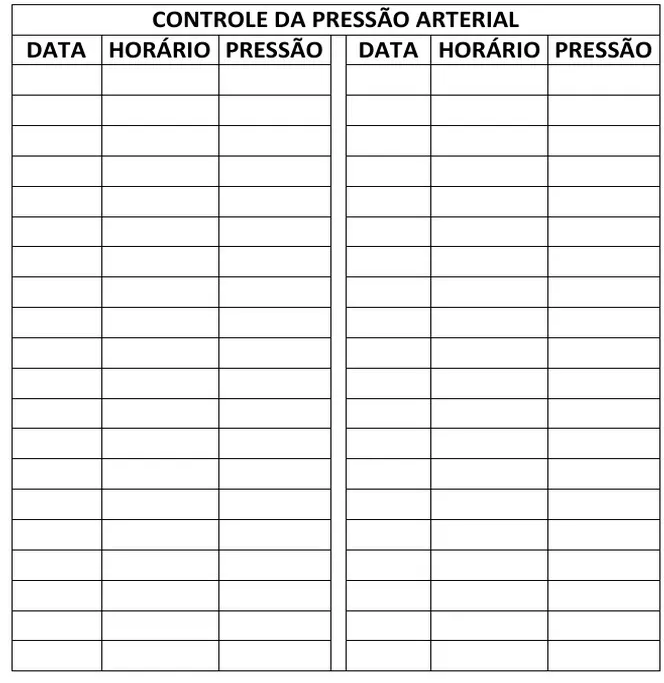 CONTROLE DA PRESSÃO ARTERIAL
DATA HORÁRIO PRESSÃO DATA HORÁRIO PRESSÃO